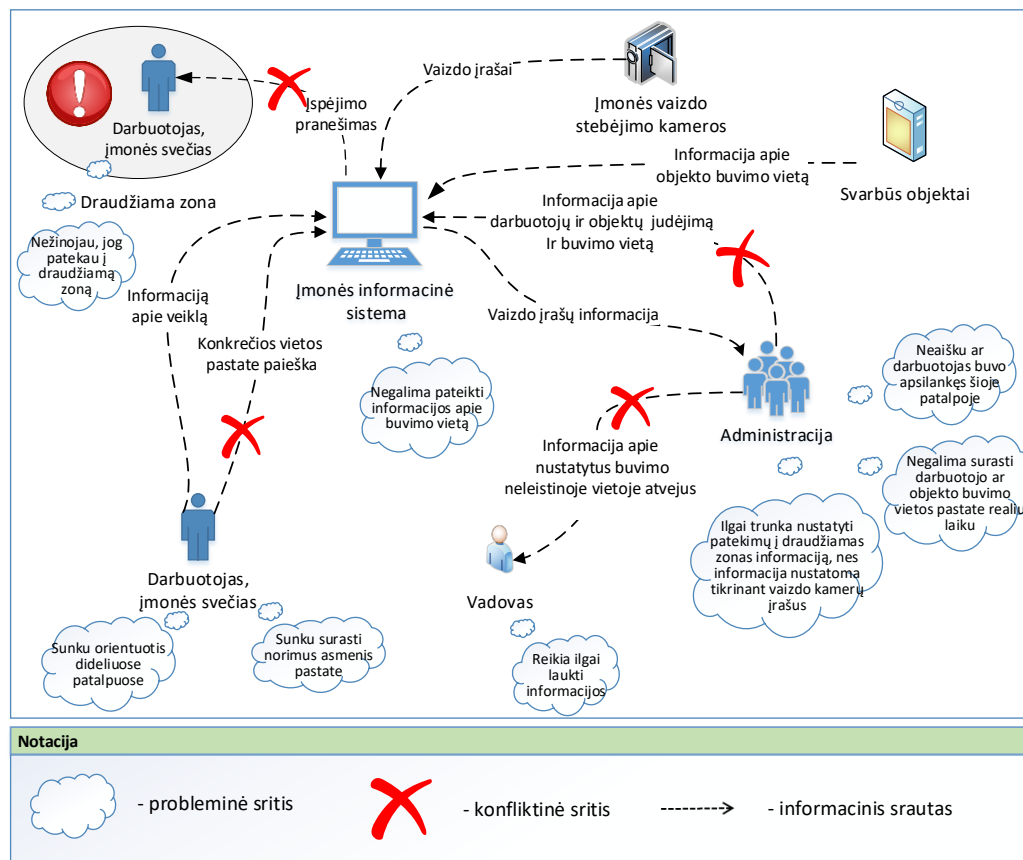 Darbuotojas,
įmonės svečias
Draudžiama zona
Nežinojau, jog
patekau į
draudžiamą
zoną
Įspėjimo
pranešimas
Vaizdo įrašai
Įmonės vaizdo
stebėjimo kameros
Informacija apie
objekto buvimo vietą
Svarbūs objektai
Informacija apie
darbuotojų ir objektų judėjimą
Ir buvimo vietą
Įmonės informacinė
sistema
Informaciją
apie veiklą
Konkrečios vietos
pastate paieška
Vaizdo įrašų informacija
Negalima pateikti
informacijos apie
buvimo vietą
Neaišku ar
darbuotojas buvo
apsilankęs šioje
patalpoje
Administracija
Informacija apie
nustatytus buvimo
neleistinoje vietoje atvejus
Negalima surasti
darbuotojo ar
objekto buvimo
vietos pastate realiu
laiku
Ilgai trunka nustatyti
patekimų į draudžiamas
zonas informaciją, nes
informacija nustatoma
tikrinant vaizdo kamerų
įrašus
Darbuotojas,
įmonės svečias
Vadovas
Sunku orientuotis
dideliuose
patalpuose
Sunku surasti
norimus asmenis
pastate
Reikia ilgai
laukti
informacijos
Notacija
- probleminė sritis
- konfliktinė sritis
- informacinis srautas